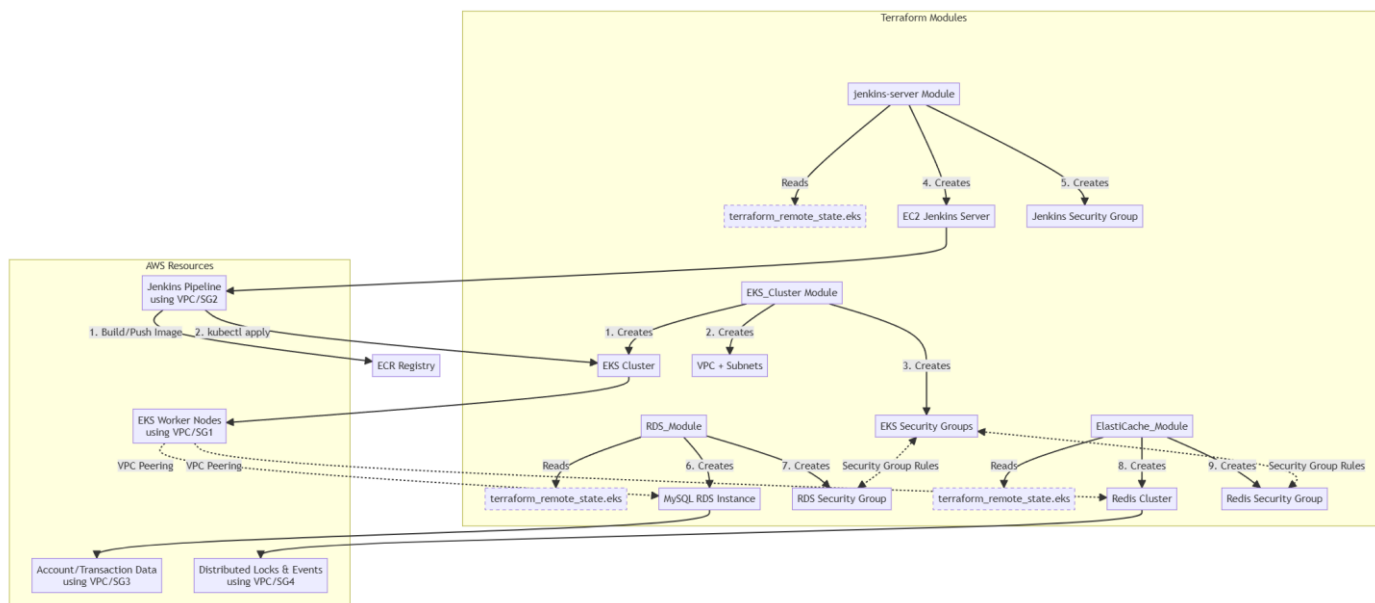 Terraform Modules
jenkins-server Module
Reads
4. Creates
5. Creates
terraform_remote_state.eks
EC2 Jenkins Server
Jenkins Security Group
AWS Resources
Jenkins Pipeline
using VPC/SG2
EKS_Cluster Module
1. Build/Push Image
2. kubectl apply
1. Creates
2. Creates
ECR Registry
EKS Cluster
VPC + Subnets
3. Creates
EKS Worker Nodes
using VPC/SG1
RDS_Module
EKS Security Groups
ElastiCache_Module
VPC Peering
VPC Peering
Reads
6. Creates
7. Creates
Security Group Rules
Reads
8. Creates
9. Creates
Security Group Rules
terraform_remote_state.eks
MySQL RDS Instance
RDS Security Group
terraform_remote_state.eks
Redis Cluster
Redis Security Group
Account/Transaction Data
using VPC/SG3
Distributed Locks & Events
using VPC/SG4